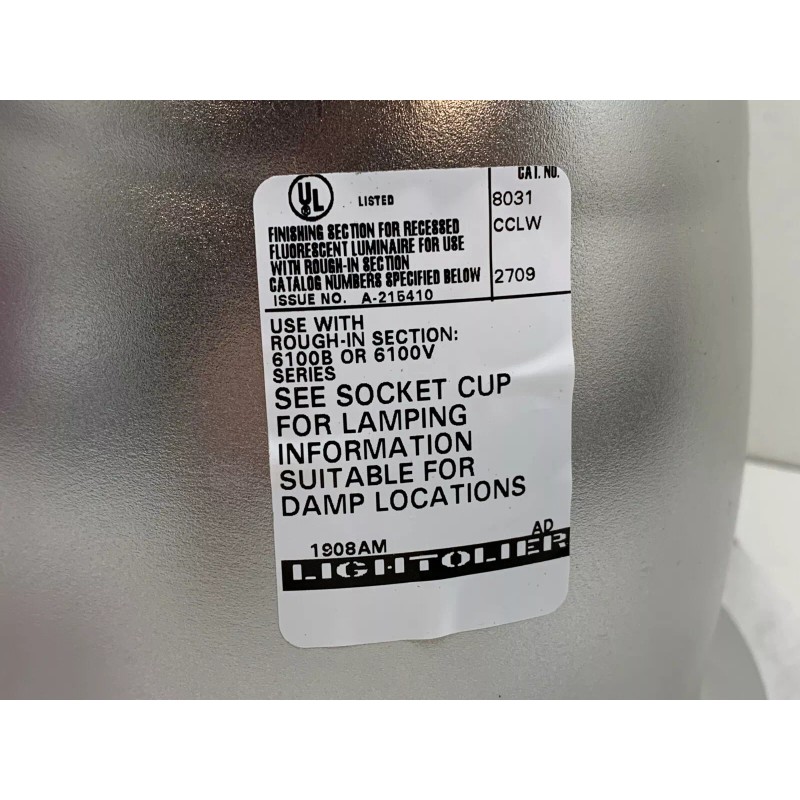 UL LISTED
CAT. NO.
8031
CCLW
2709
FINISHING SECTION FOR RECESSED
FLUORESCENT LUMINAIRE FOR USE
WITH ROUGH-IN SECTION
CATALOG NUMBERS SPECIFIED BELOW
ISSUE NO. A-215410
USE WITH
ROUGH-IN SECTION:
6100B OR 6100V
SERIES
SEE SOCKET CUP
FOR LAMPING
INFORMATION
SUITABLE FOR
DAMP LOCATIONS
1908AM AD
LIGHTOLIER